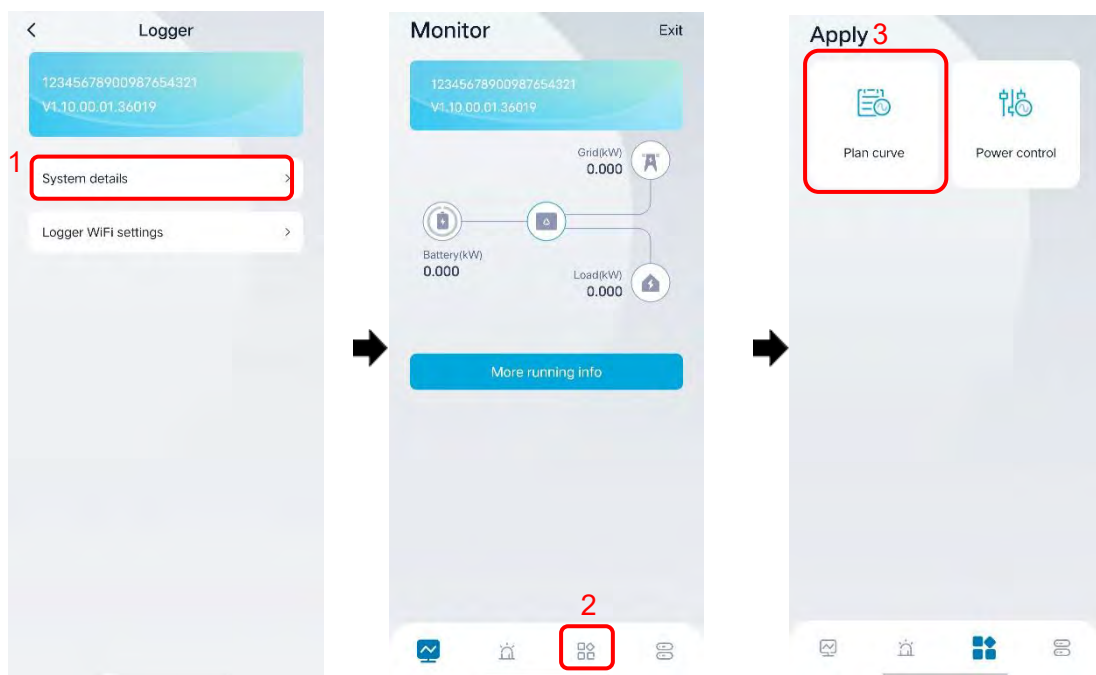 Logger
12345678900987654321
V1.10.00.01.36019
1
System details
Logger WiFi settings
Monitor
Exit
12345678900987654321
V1.10.00.01.36019
Grid(kW)
0.000
Battery(kW)
0.000
Load(kW)
0.000
More running info
2
Apply 3
Plan curve
Power control